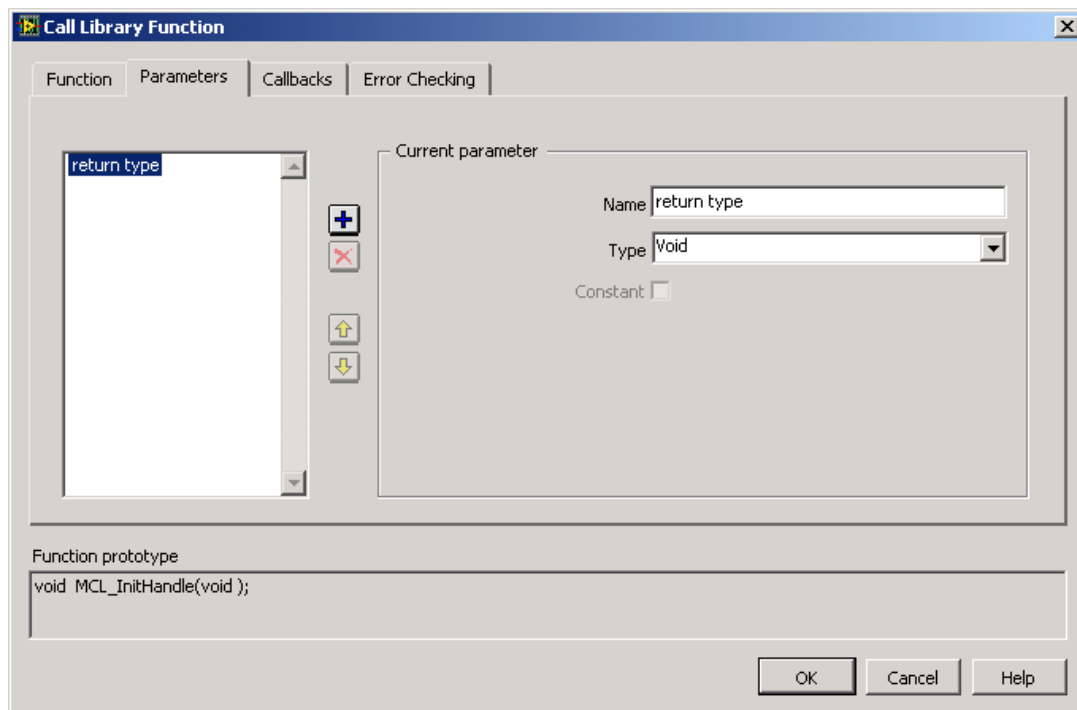 Call Library Function
Function
Parameters
Callbacks
Error Checking
return type
Current parameter
Name return type
Type Void
Constant
Function prototype
void MCL_InitHandle(void );
OK
Cancel
Help